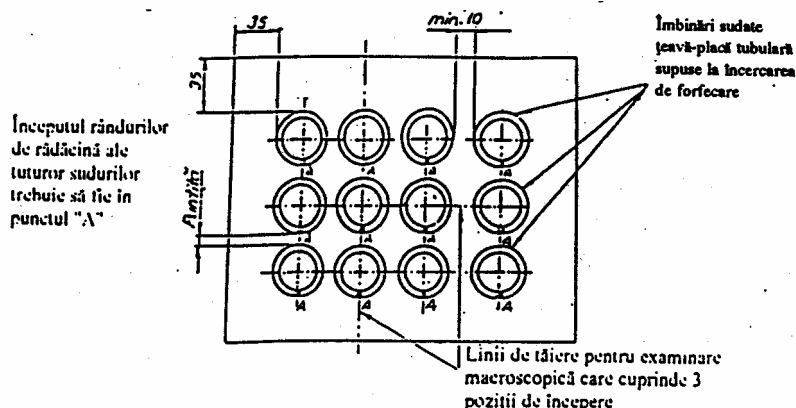 35
min. 10
35
Îmbinări sudate
țeavă-placă tubulară
supuse la încercarea
de forfecare
Începutul rândurilor
de rădăcină ale
tuturor sudurilor
trebuie să fie în
punctul "A"
A A A A
A A A A
A A A A
Linii de tăiere pentru examinare
macroscopică care cuprinde 3
poziții de începere